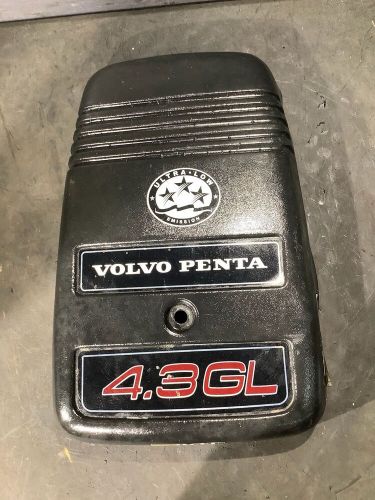 ULTRA-LOW
EMISSION
VOLVO PENTA
4.3GL